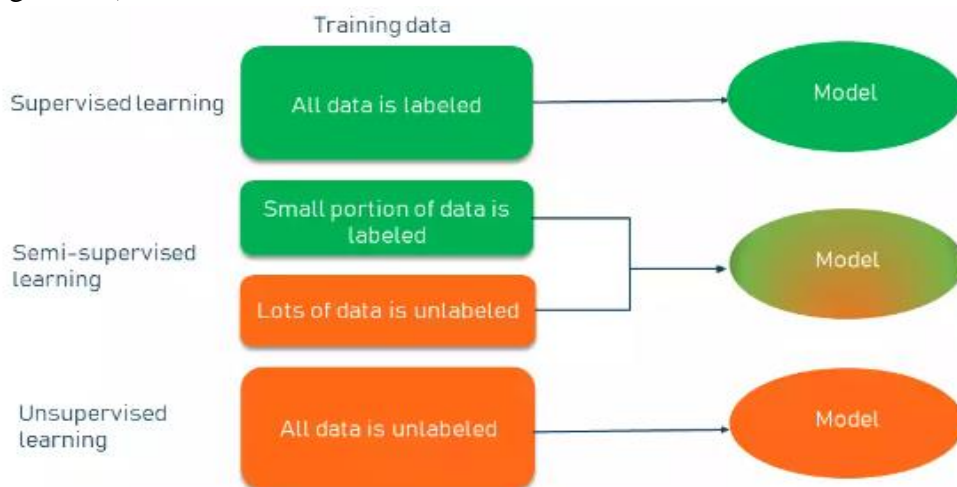 Training data
Supervised learning
All data is labeled
Model
Small portion of data is
labeled
Semi-supervised
learning
Model
Lots of data is unlabeled
Unsupervised
learning
All data is unlabeled
Model